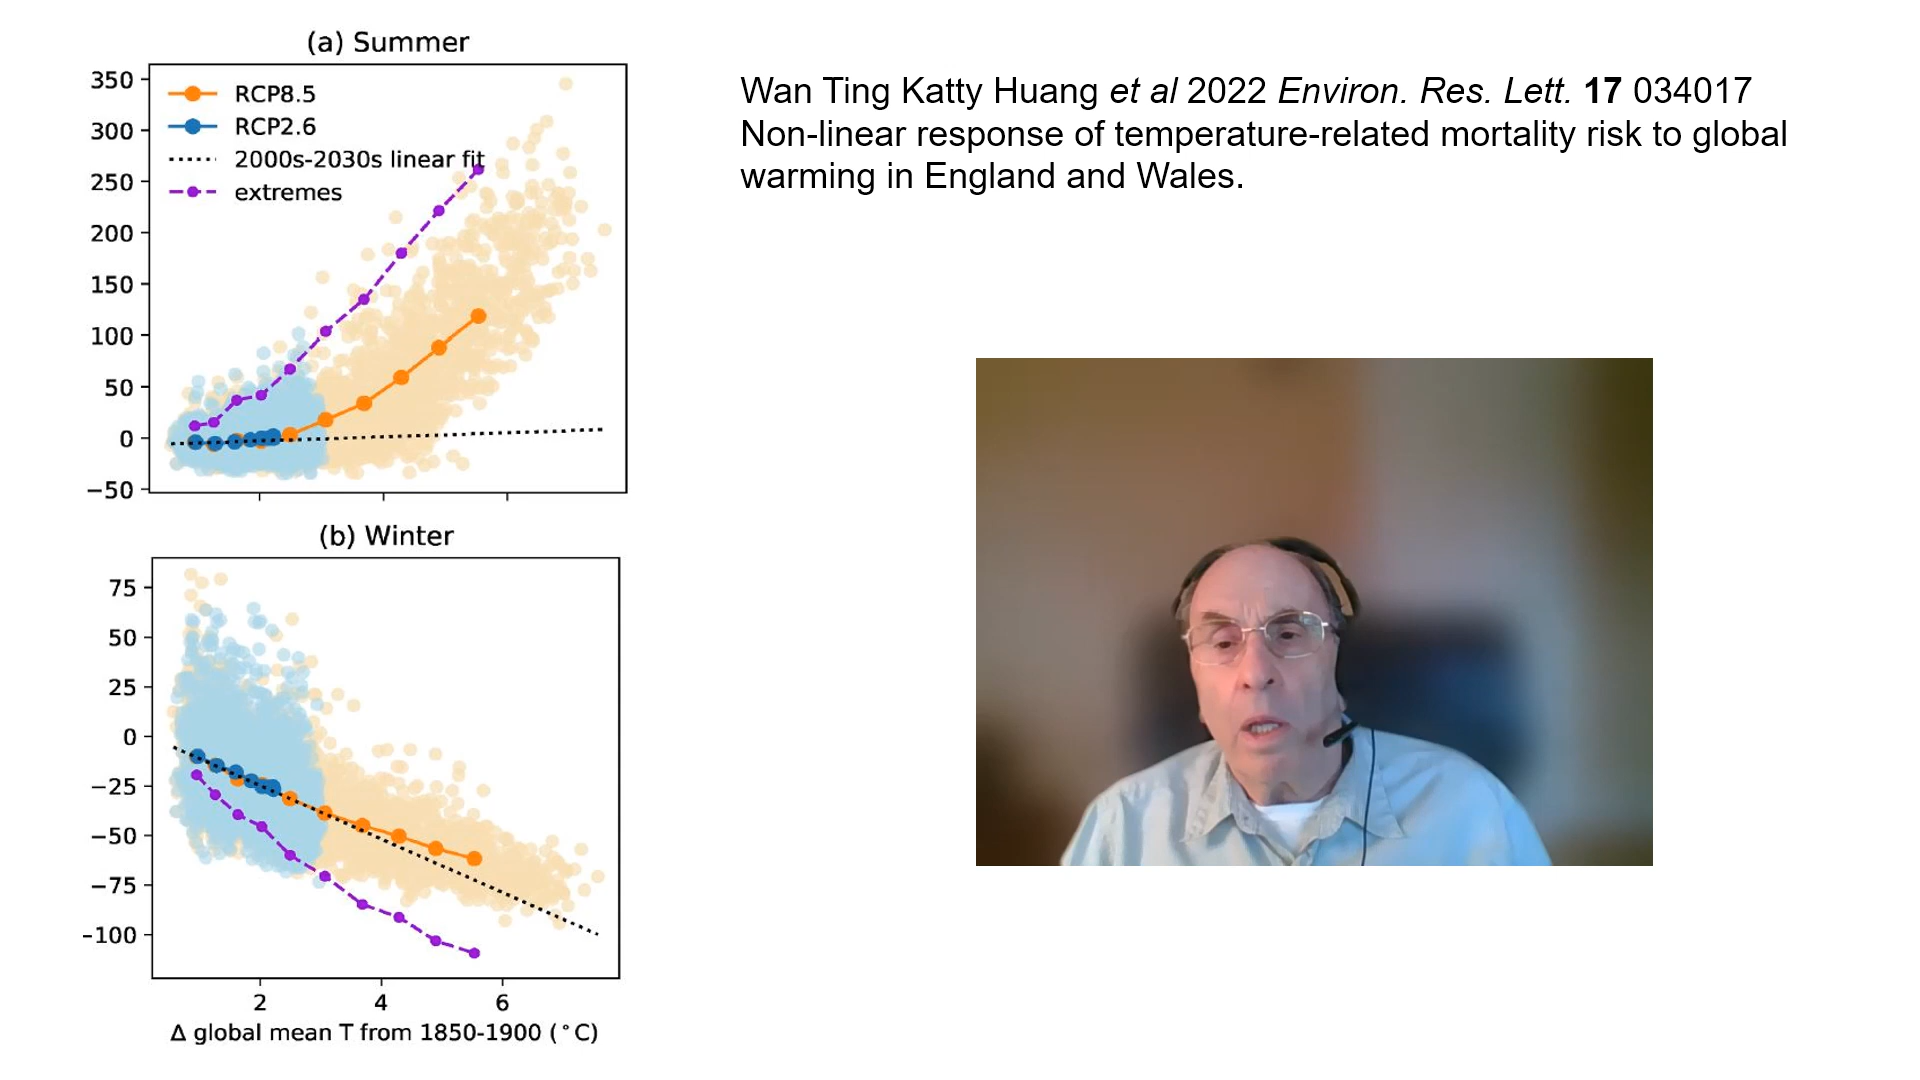 (a) Summer
350
300
250
200
150
100
50
0
−50
RCP8.5
RCP2.6
2000s-2030s linear fit
extremes
(b) Winter
75
50
25
0
−25
−50
−75
−100
2 4 6
Δ global mean T from 1850-1900 (°C)
Wan Ting Katty Huang et al 2022 Environ. Res. Lett. 17 034017
Non-linear response of temperature-related mortality risk to global
warming in England and Wales.